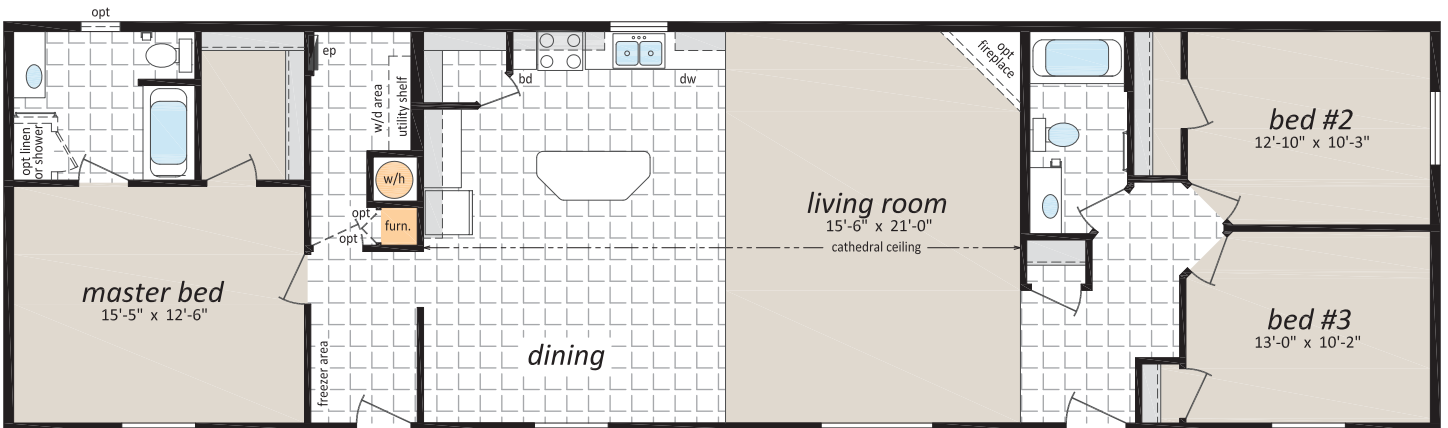 opt
ep
w/d area
utility shelf
bd
dw
opt
fireplace
opt linen
or shower
bed #2
12'-10" x 10'-3"
w/h
opt
furn.
opt
living room
15'-6" x 21'-0"
cathedral ceiling
master bed
15'-5" x 12'-6"
bed #3
13'-0" x 10'-2"
dining
freezer area